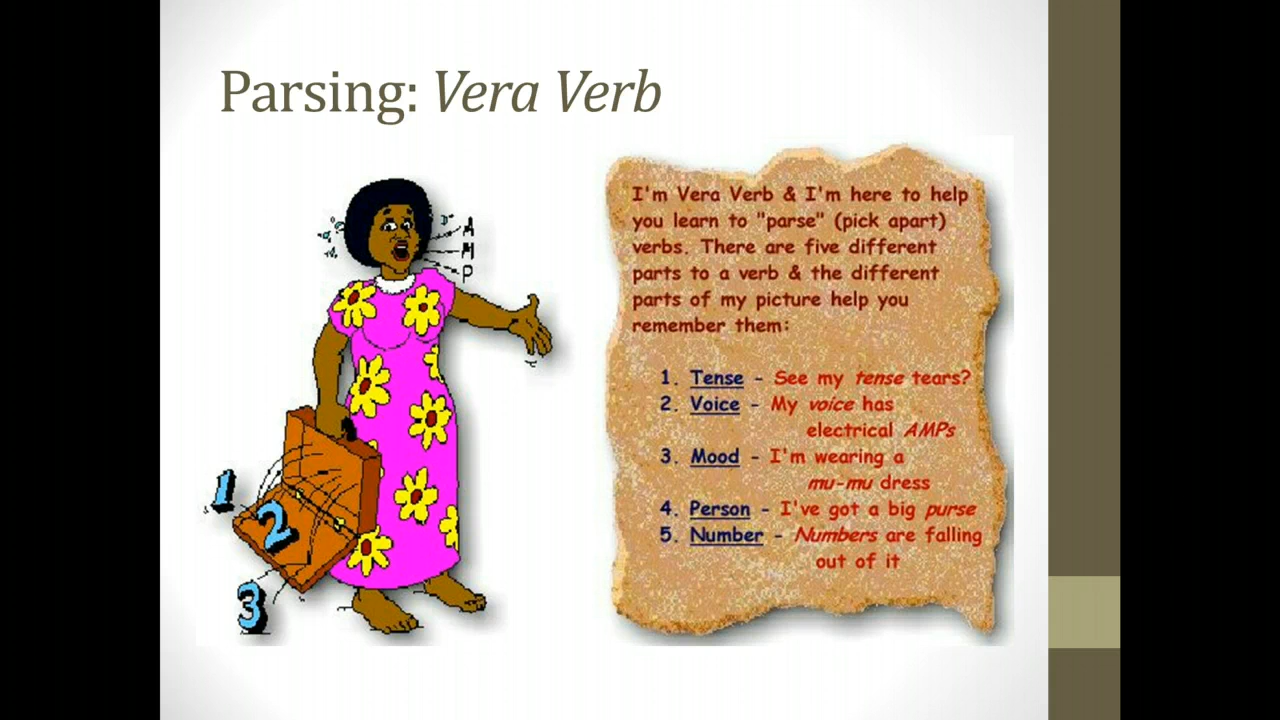 Parsing: Vera Verb
A
M
P
1
2
3
I'm Vera Verb & I'm here to help
you learn to "parse" (pick apart)
verbs. There are five different
parts to a verb & the different
parts of my picture help you
remember them:
1. Tense - See my tense tears?
2. Voice - My voice has
electrical AMPs
3. Mood - I'm wearing a
mu-mu dress
4. Person - I've got a big purse
5. Number - Numbers are falling
out of it